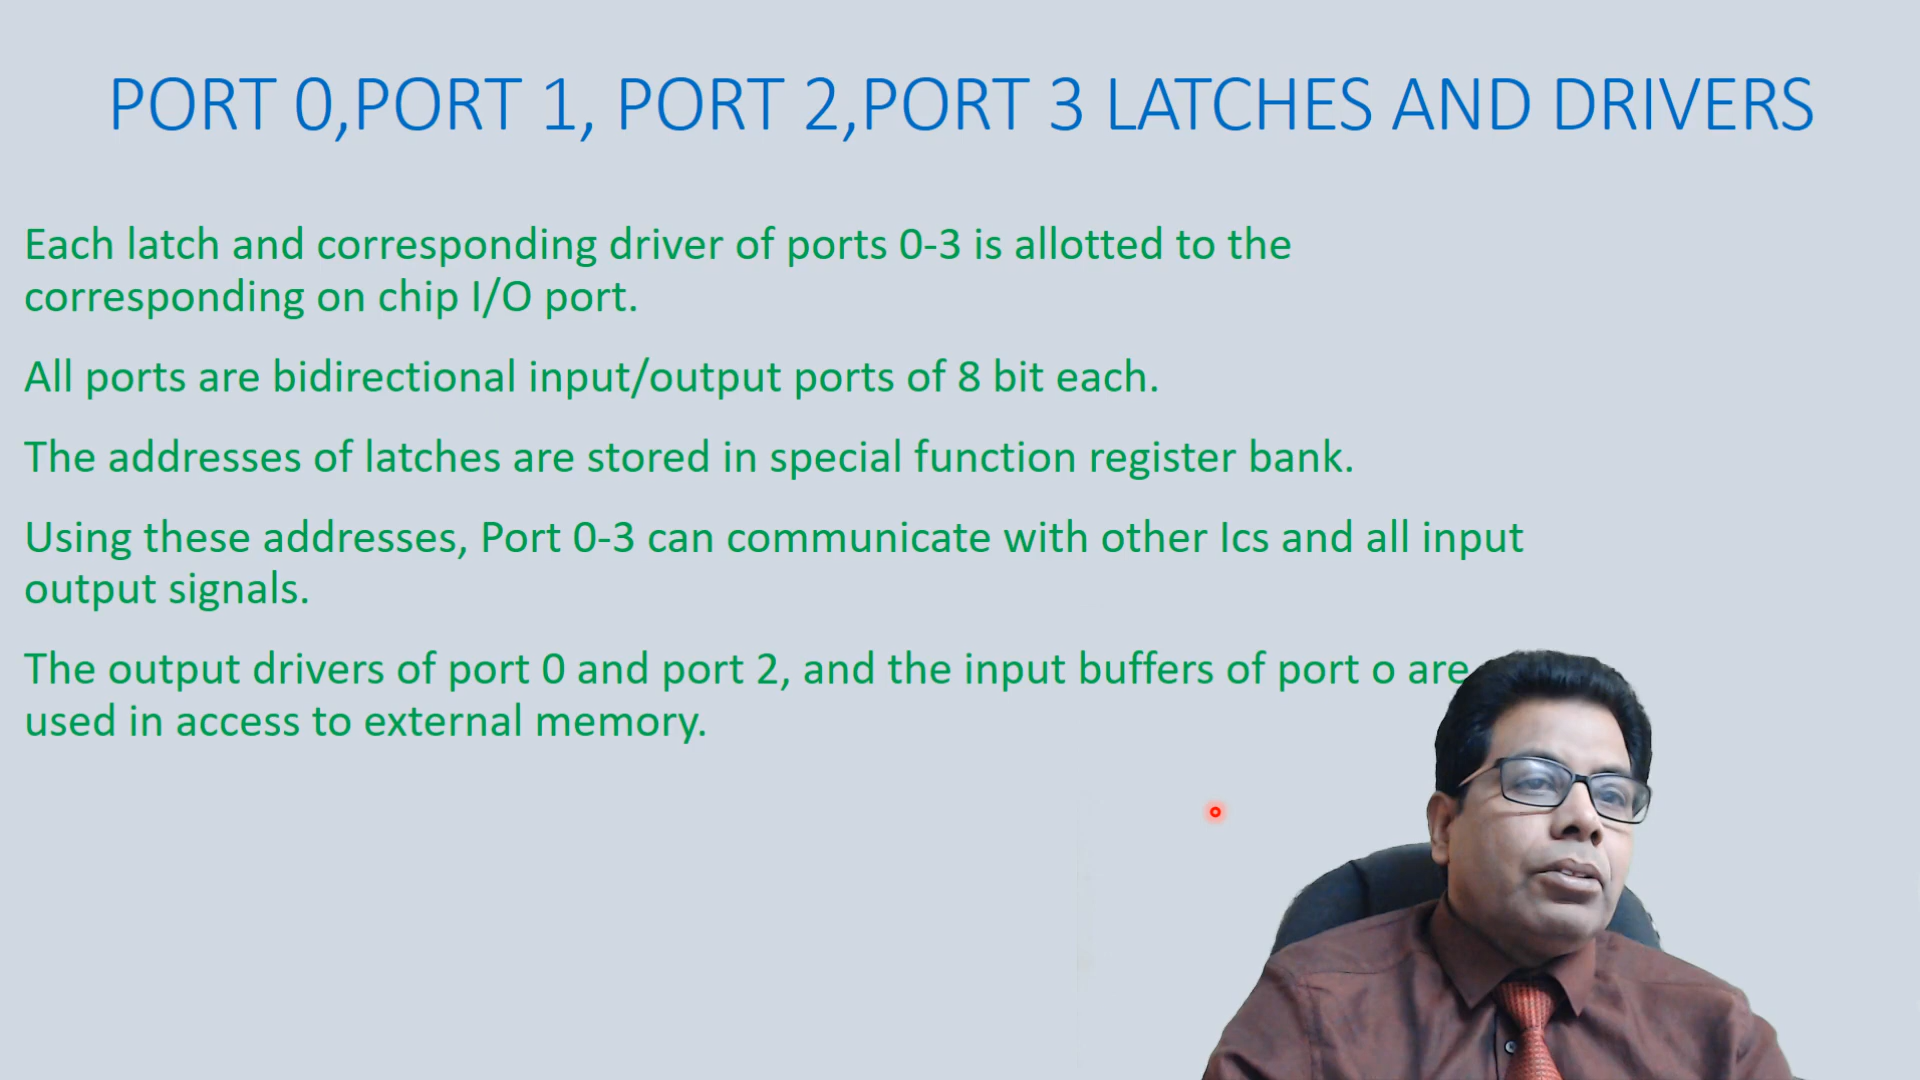 PORT 0,PORT 1, PORT 2,PORT 3 LATCHES AND DRIVERS
Each latch and corresponding driver of ports 0-3 is allotted to the
corresponding on chip I/O port.
All ports are bidirectional input/output ports of 8 bit each.
The addresses of latches are stored in special function register bank.
Using these addresses, Port 0-3 can communicate with other Ics and all input
output signals.
The output drivers of port 0 and port 2, and the input buffers of port o are
used in access to external memory.